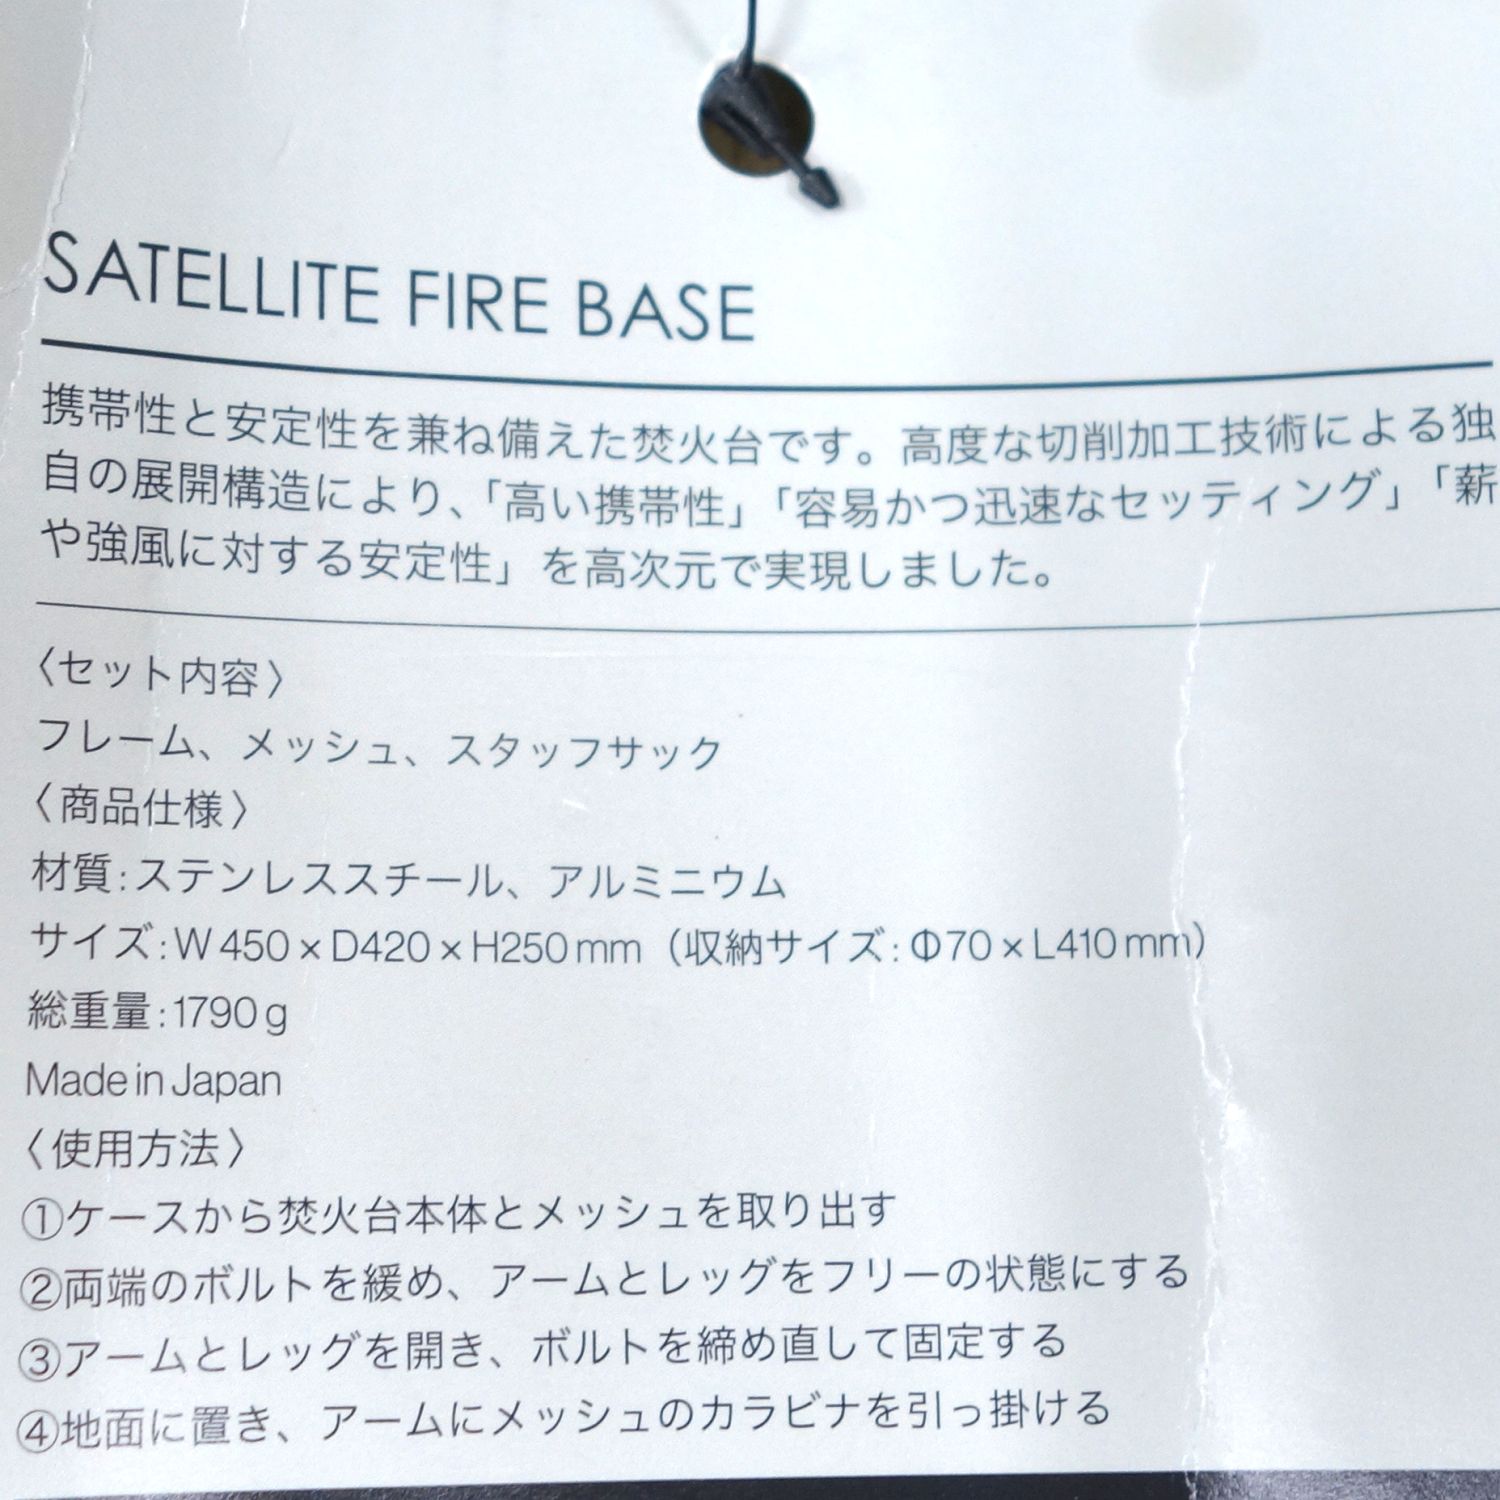 SATELLITE FIRE BASE
携帯性と安定性を兼ね備えた焚火台です。高度な切削加工技術による独
自の展開構造により、「高い携帯性」「容易かつ迅速なセッティング」「薪
や強風に対する安定性」を高次元で実現しました。
〈セット内容〉
フレーム、メッシュ、スタッフサック
〈商品仕様〉
材質:ステンレススチール、アルミニウム
サイズ:W450×D420×H250mm（収納サイズ:Φ70×L410mm）
総重量:1790g
Made in Japan
〈使用方法〉
①ケースから焚火台本体とメッシュを取り出す
②両端のボルトを緩め、アームとレッグをフリーの状態にする
③アームとレッグを開き、ボルトを締め直して固定する
④地面に置き、アームにメッシュのカラビナを引っ掛ける